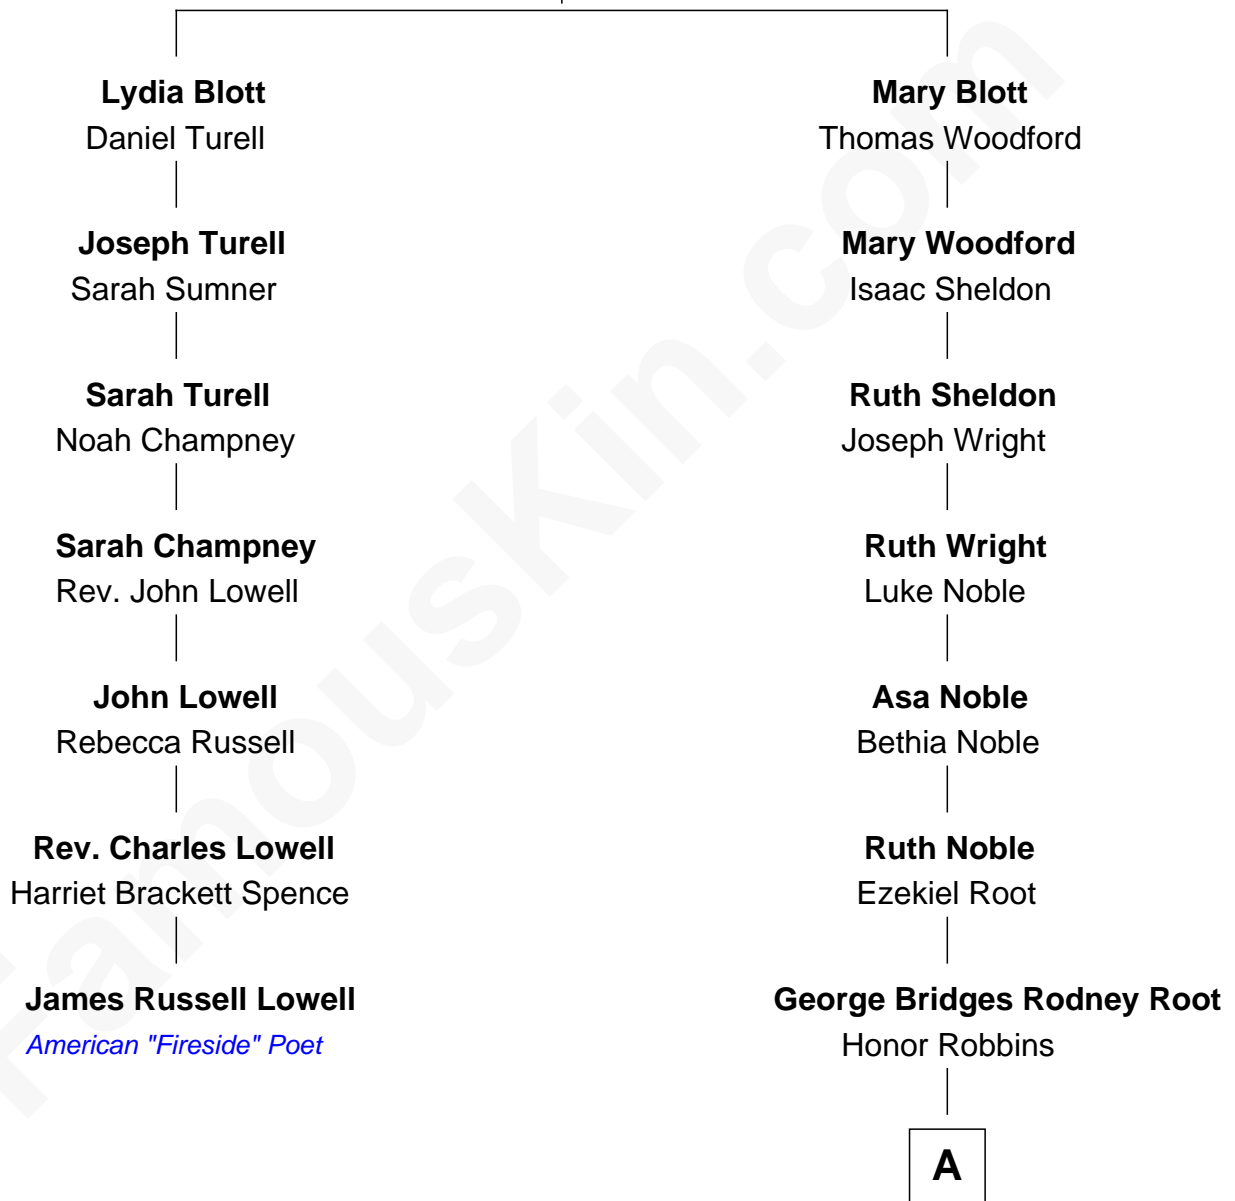 Lydia Blott
Daniel Turell
Joseph Turell
Sarah Sumner
Sarah Turell
Noah Champney
Sarah Champney
Rev. John Lowell
John Lowell
Rebecca Russell
Rev. Charles Lowell
Harriet Brackett Spence
James Russell Lowell
American "Fireside" Poet
Mary Blott
Thomas Woodford
Mary Woodford
Isaac Sheldon
Ruth Sheldon
Joseph Wright
Ruth Wright
Luke Noble
Asa Noble
Bethia Noble
Ruth Noble
Ezekiel Root
George Bridges Rodney Root
Honor Robbins
A
FamousKin.com